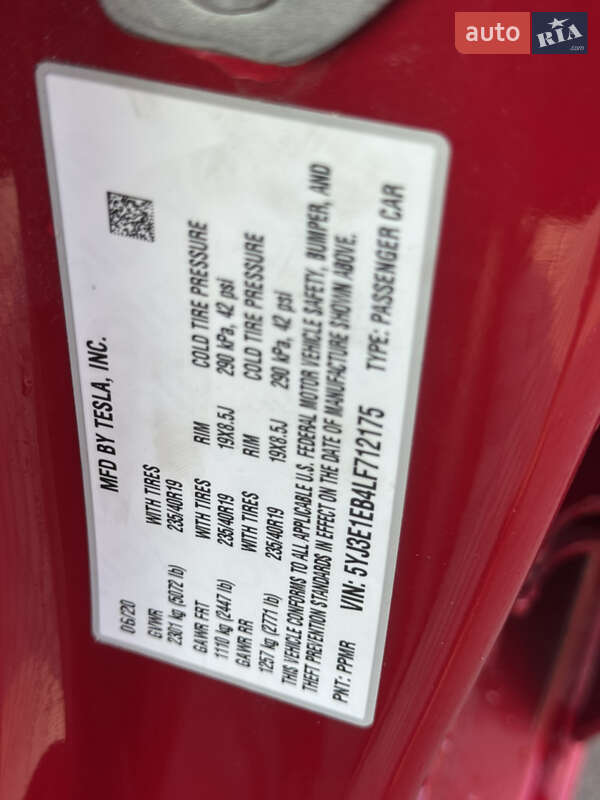 auto RIA.com
MFD BY TESLA, INC.
06/20
GVWR WITH TIRES
2301 kg (5072 lb) 235/40R19
GAWR FRT WITH TIRES RIM COLD TIRE PRESSURE
1110 kg (2447 lb) 235/40R19 19X8.5J 290 kPa, 42 psi
GAWR RR WITH TIRES RIM COLD TIRE PRESSURE
1257 kg (2771 lb) 235/40R19 19X8.5J 290 kPa, 42 psi
THIS VEHICLE CONFORMS TO ALL APPLICABLE U.S. FEDERAL MOTOR VEHICLE SAFETY, BUMPER, AND
THEFT PREVENTION STANDARDS IN EFFECT ON THE DATE OF MANUFACTURE SHOWN ABOVE.
PNT: PPMR VIN: 5YJ3E1EB4LF712175 TYPE: PASSENGER CAR